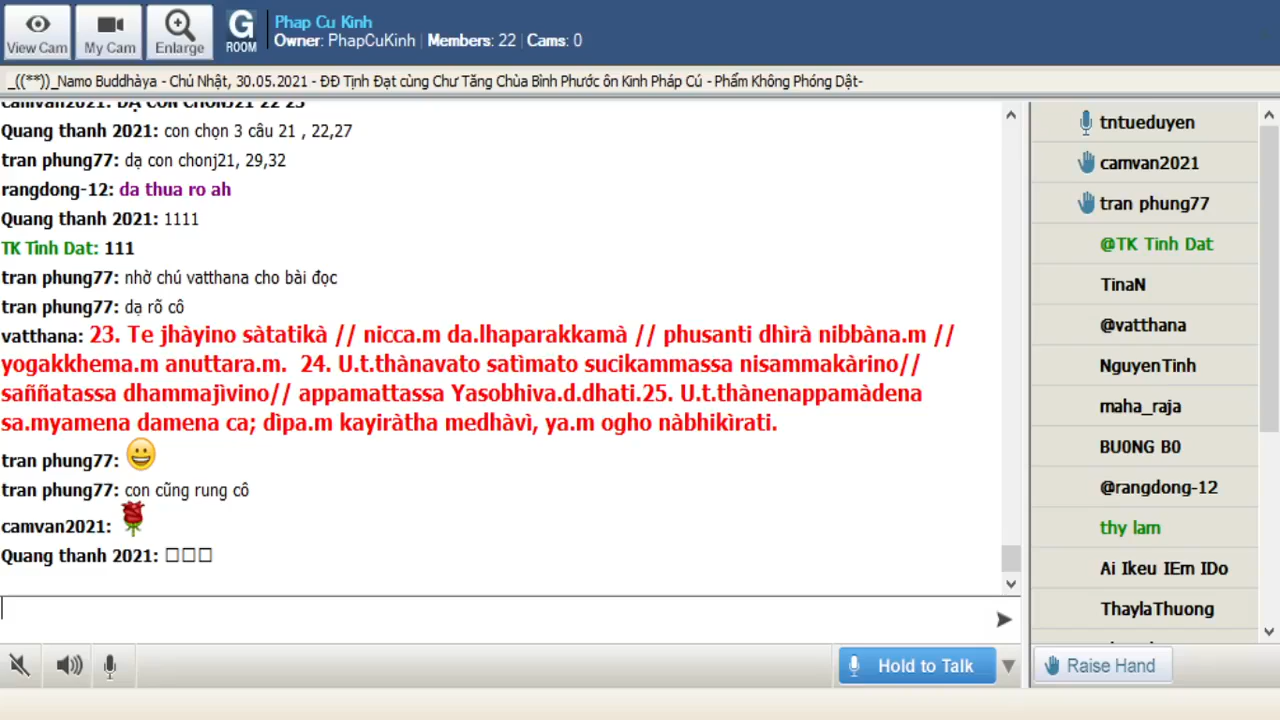 View Cam
My Cam
Enlarge
G
ROOM
Phap Cu Kinh
Owner: PhapCuKinh | Members: 22 | Cams: 0
_((**))_Namo Buddhàya - Chú Nhật, 30.05.2021 - ĐĐ Tịnh Đạt cùng Chư Tăng Chùa Bình Phước ôn Kinh Pháp Cú - Phẩm Không Phóng Dật-
camvan2021: DẠ CON CHONJ21 22 25
Quang thanh 2021: con chọn 3 câu 21 , 22,27
tran phung77: dạ con chonj21, 29,32
rangdong-12: da thua ro ah
Quang thanh 2021: 1111
TK Tinh Dat: 111
tran phung77: nhờ chú vatthana cho bài đọc
tran phung77: dạ rõ cô
vatthana: 23. Te jhàyino sàtatikà // nicca.m da.lhaparakkamà // phusanti dhìrà nibbàna.m //
yogakkhema.m anuttara.m. 24. U.t.thànavato satìmato sucikammassa nisammakàrino//
saññatassa dhammajìvino// appamattassa Yasobhiva.d.dhati.25. U.t.thànenappamàdena
sa.myamena damena ca; dìpa.m kayiràtha medhàvì, ya.m ogho nàbhikìrati.
tran phung77:
tran phung77: con cũng rung cô
camvan2021:
Quang thanh 2021: □□□
Hold to Talk
tntueduyen
camvan2021
tran phung77
@TK Tinh Dat
TinaN
@vatthana
NguyenTinh
maha_raja
BU0NG B0
@rangdong-12
thy lam
Ai Ikeu IEm IDo
ThaylaThuong
Raise Hand